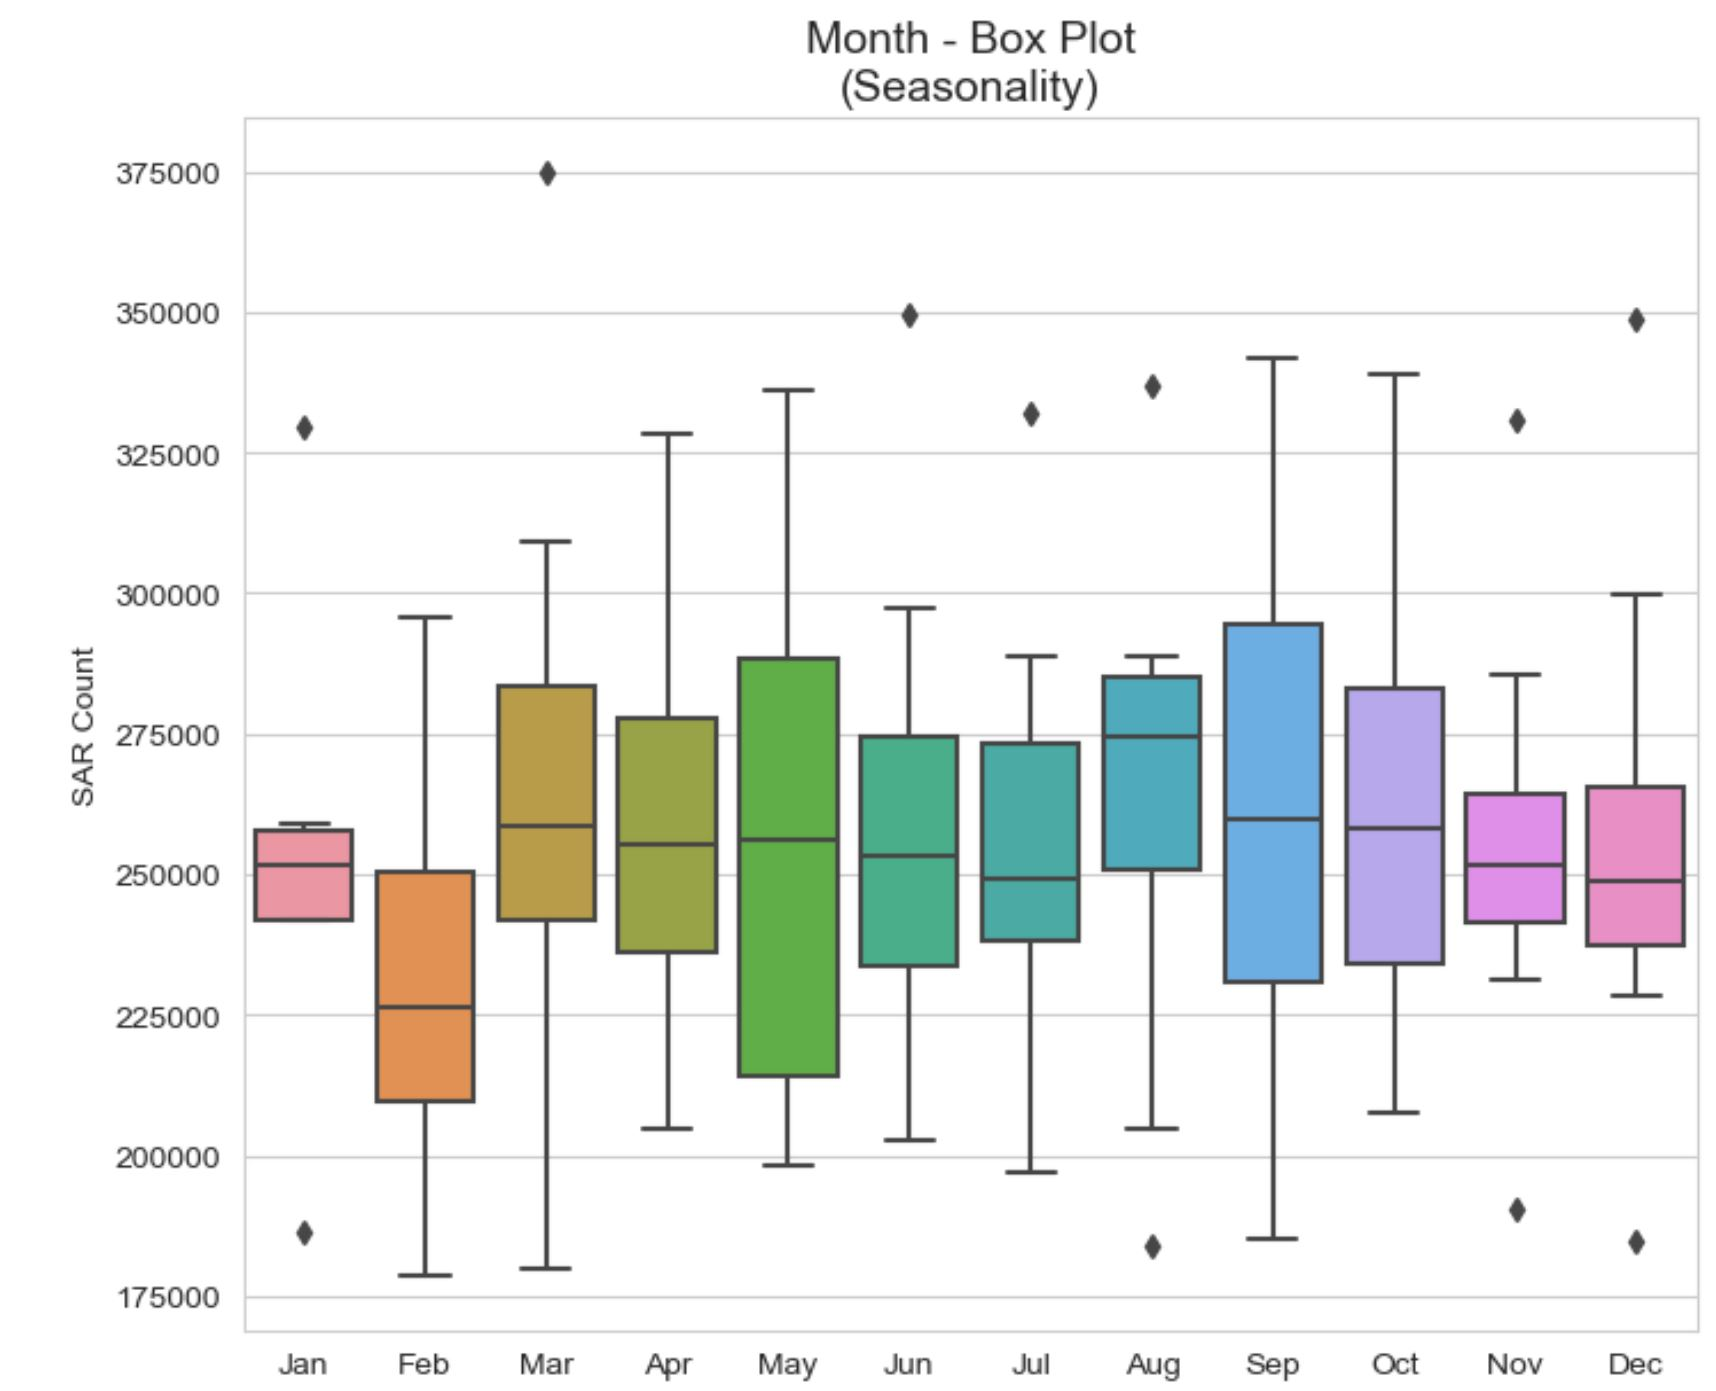 Month - Box Plot
(Seasonality)
375000
350000
325000
300000
275000
250000
225000
200000
175000
SAR Count
Jan Feb Mar Apr May Jun Jul Aug Sep Oct Nov Dec